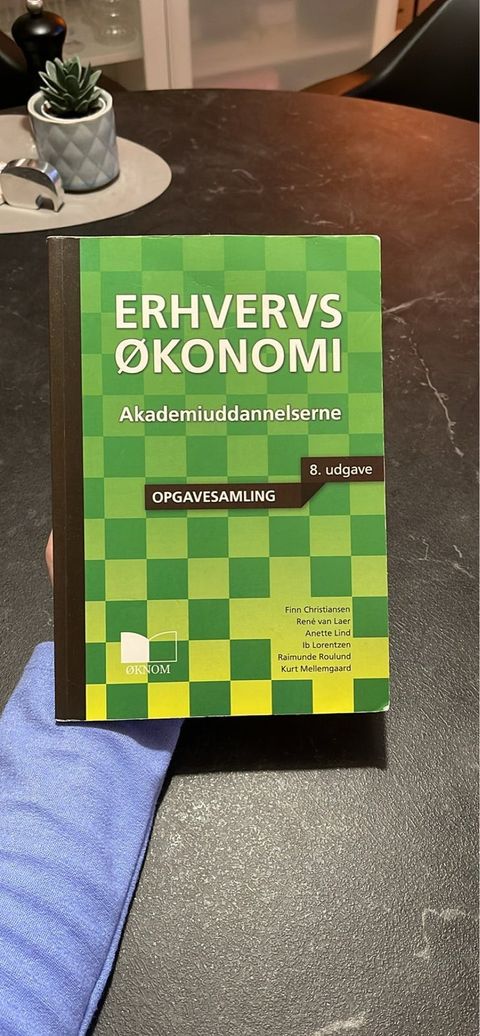 ERHVERVS
ØKONOMI
Akademiuddannelserne
8. udgave
OPGAVESAMLING
Finn Christiansen
René van Laer
Anette Lind
Ib Lorentzen
Raimunde Roulund
Kurt Mellemgaard
ØKNOM